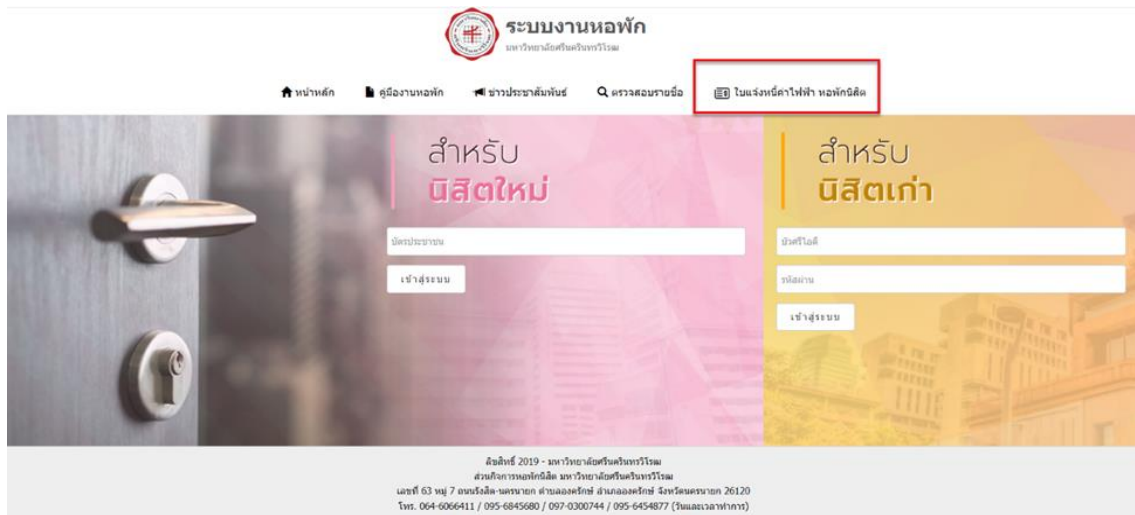 ระบบงานหอพัก
มหาวิทยาลัยศรีนครินทรวิโรฒ
หน้าหลัก คู่มืองานหอพัก ข่าวประชาสัมพันธ์ ตรวจสอบรายชื่อ ใบแจ้งหนี้ค่าไฟฟ้า หอพักนิสิต
สำหรับ
นิสิตใหม่
บัตรประชาชน
เข้าสู่ระบบ
สำหรับ
นิสิตเก่า
บัวศรีไอดี
รหัสผ่าน
เข้าสู่ระบบ
ลิขสิทธิ์ 2019 - มหาวิทยาลัยศรีนครินทรวิโรฒ
ส่วนกิจการหอพักนิสิต มหาวิทยาลัยศรีนครินทรวิโรฒ
เลขที่ 63 หมู่ 7 ถนนรังสิต-นครนายก ตำบลองครักษ์ อำเภอองครักษ์ จังหวัดนครนายก 26120
โทร. 064-6066411 / 095-6845680 / 097-0300744 / 095-6454877 (วันและเวลาทำการ)